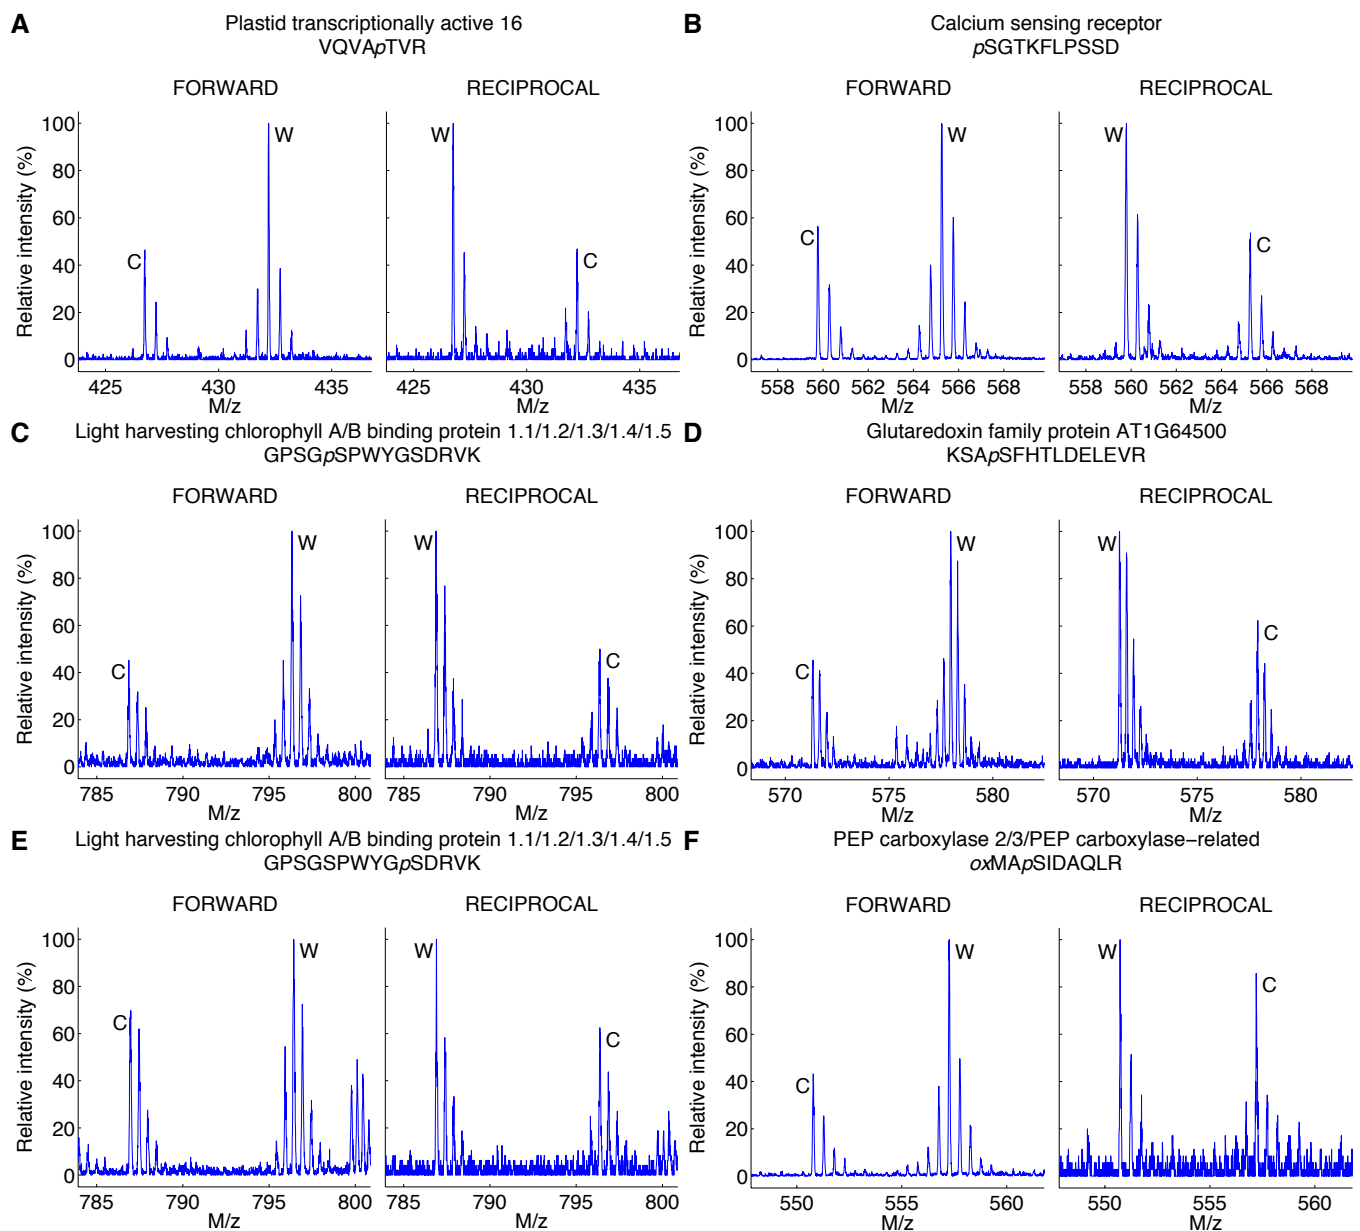 A
Plastid transcriptionally active 16
VQVApTVR
FORWARD
RECIPROCAL
Relative intensity (%)
100
80
60
40
20
0
C
W
W
C
425
430
435
425
430
435
M/z
M/z
B
Calcium sensing receptor
pSGTKFLPSSD
FORWARD
RECIPROCAL
Relative intensity (%)
100
80
60
40
20
0
C
W
W
C
558
560
562
564
566
568
558
560
562
564
566
568
M/z
M/z
C
Light harvesting chlorophyll A/B binding protein 1.1/1.2/1.3/1.4/1.5
GPSGpSPWYGSDRVK
FORWARD
RECIPROCAL
Relative intensity (%)
100
80
60
40
20
0
C
W
W
C
785
790
795
800
785
790
795
800
M/z
M/z
D
Glutaredoxin family protein AT1G64500
KSApSFHTLDELEVR
FORWARD
RECIPROCAL
Relative intensity (%)
100
80
60
40
20
0
C
W
W
C
570
575
580
570
575
580
M/z
M/z
E
Light harvesting chlorophyll A/B binding protein 1.1/1.2/1.3/1.4/1.5
GPSGSPWYGpSDRVK
FORWARD
RECIPROCAL
Relative intensity (%)
100
80
60
40
20
0
C
W
W
C
785
790
795
800
785
790
795
800
M/z
M/z
F
PEP carboxylase 2/3/PEP carboxylase−related
oxMApSIDAQLR
FORWARD
RECIPROCAL
Relative intensity (%)
100
80
60
40
20
0
C
W
W
C
550
555
560
550
555
560
M/z
M/z